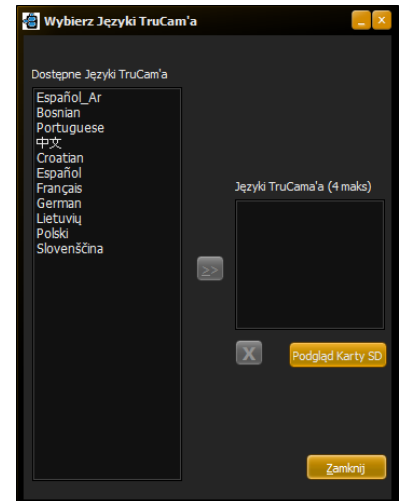 Wybierz Języki TruCam'a
Dostępne Języki TruCam'a
Español_Ar
Bosnian
Portuguese
中文
Croatian
Español
Français
German
Lietuvių
Polski
Slovenščina
Języki TruCama'a (4 maks)
>>
X
Podgląd Karty SD
Zamknij